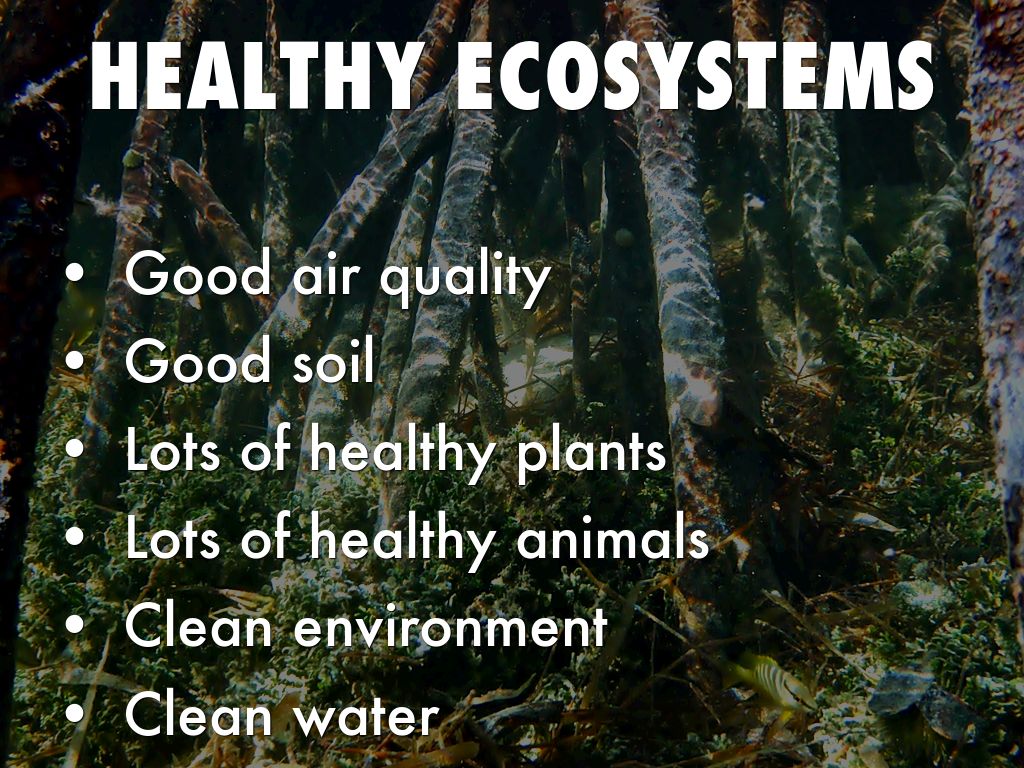 HEALTHY ECOSYSTEMS
• Good air quality
• Good soil
• Lots of healthy plants
• Lots of healthy animals
• Clean environment
• Clean water